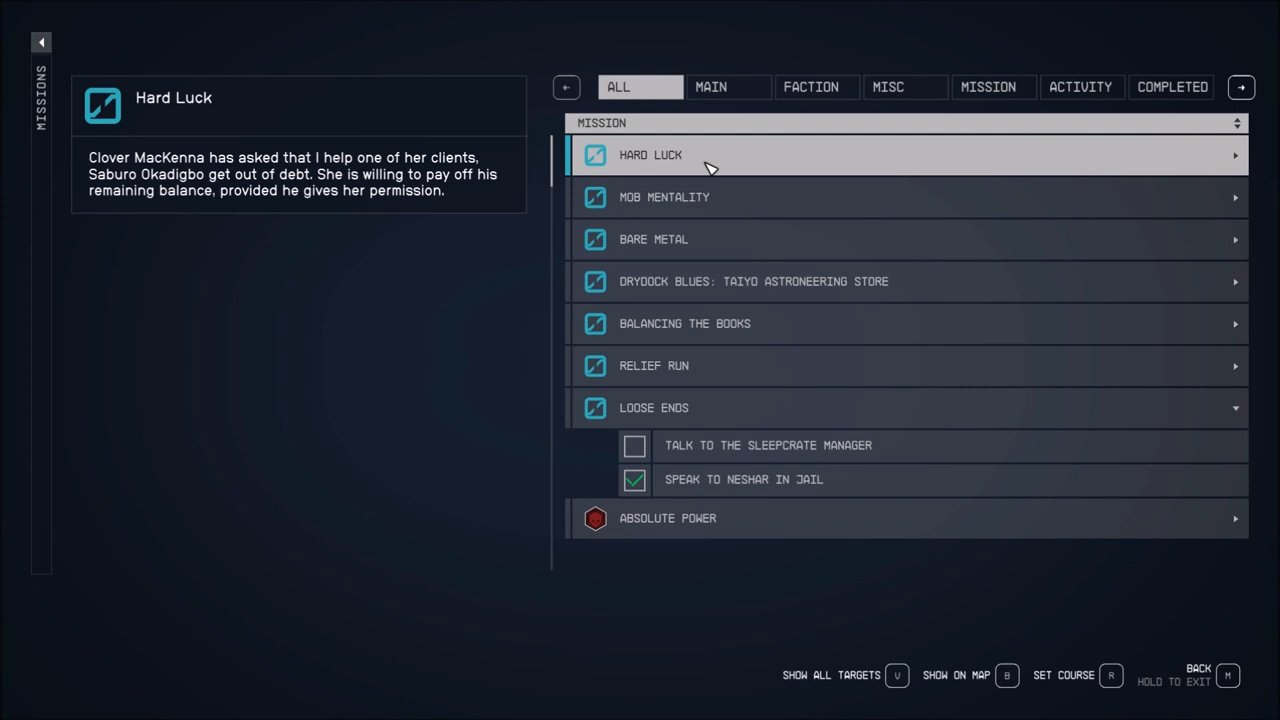 MISSIONS
Hard Luck
Clover MacKenna has asked that I help one of her clients,
Saburo Okadigbo get out of debt. She is willing to pay off his
remaining balance, provided he gives her permission.
ALL
MAIN
FACTION
MISC
MISSION
ACTIVITY
COMPLETED
MISSION
HARD LUCK
MOB MENTALITY
BARE METAL
DRYDOCK BLUES: TAIYO ASTRONEERING STORE
BALANCING THE BOOKS
RELIEF RUN
LOOSE ENDS
TALK TO THE SLEEPCRATE MANAGER
SPEAK TO NESHAR IN JAIL
ABSOLUTE POWER
SHOW ALL TARGETS V
SHOW ON MAP B
SET COURSE R
BACK M
HOLD TO EXIT